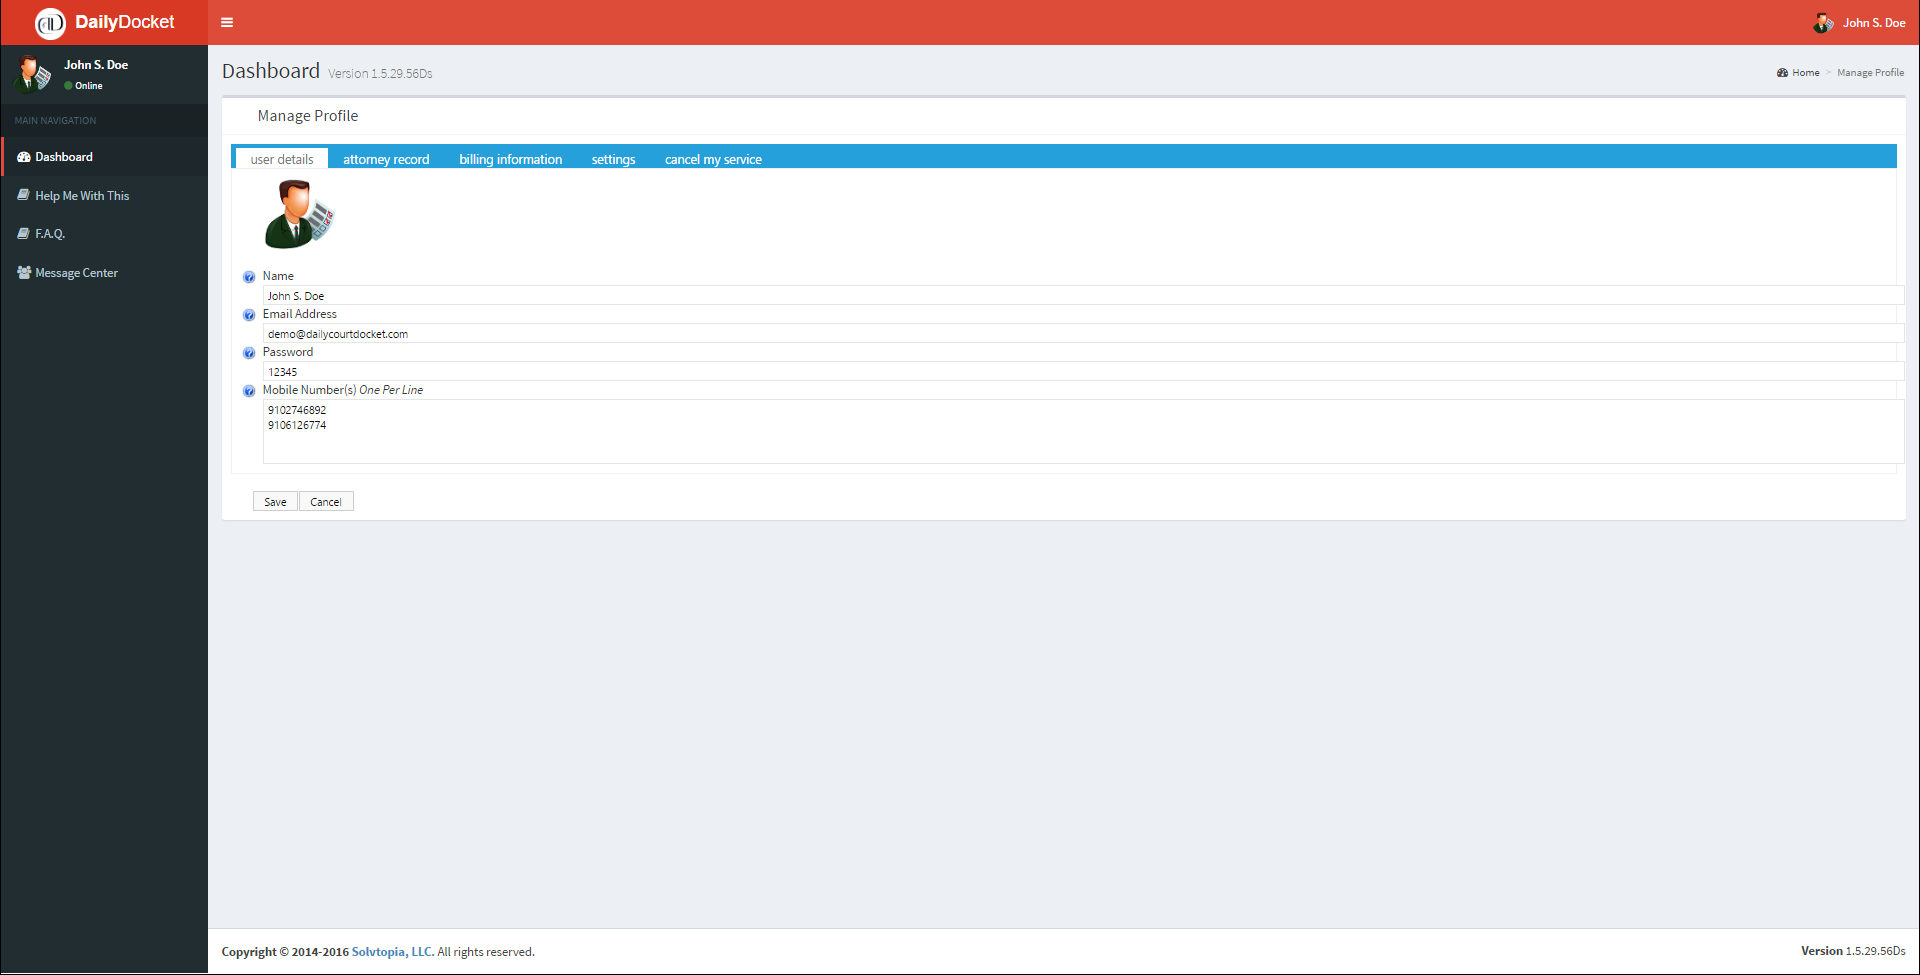 DailyDocket
John S. Doe
John S. Doe
Online
MAIN NAVIGATION
Dashboard
Help Me With This
F.A.Q.
Message Center
Dashboard Version 1.5.29.56Ds
Home > Manage Profile
Manage Profile
user details attorney record billing information settings cancel my service
Name
John S. Doe
Email Address
demo@dailycourtdocket.com
Password
12345
Mobile Number(s) One Per Line
9102746892
9106126774
Save Cancel
Copyright © 2014-2016 Solvtopia, LLC. All rights reserved.
Version 1.5.29.56Ds